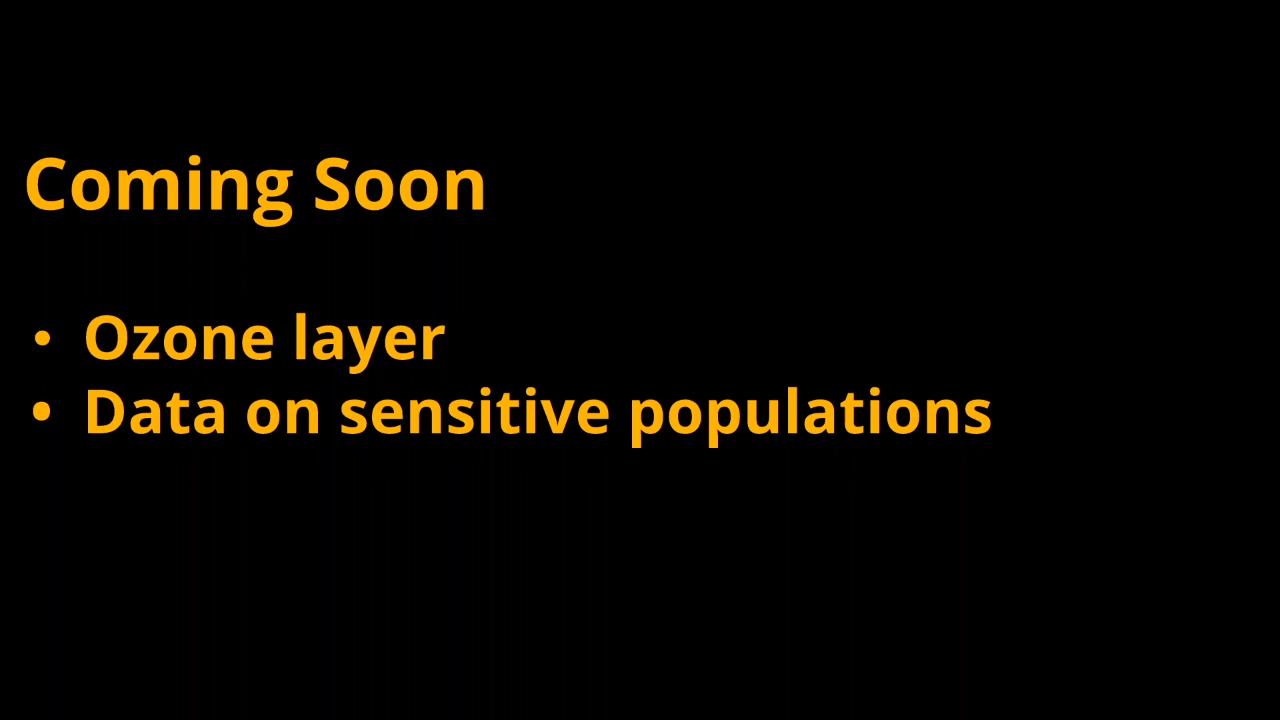 Coming Soon
• Ozone layer
• Data on sensitive populations